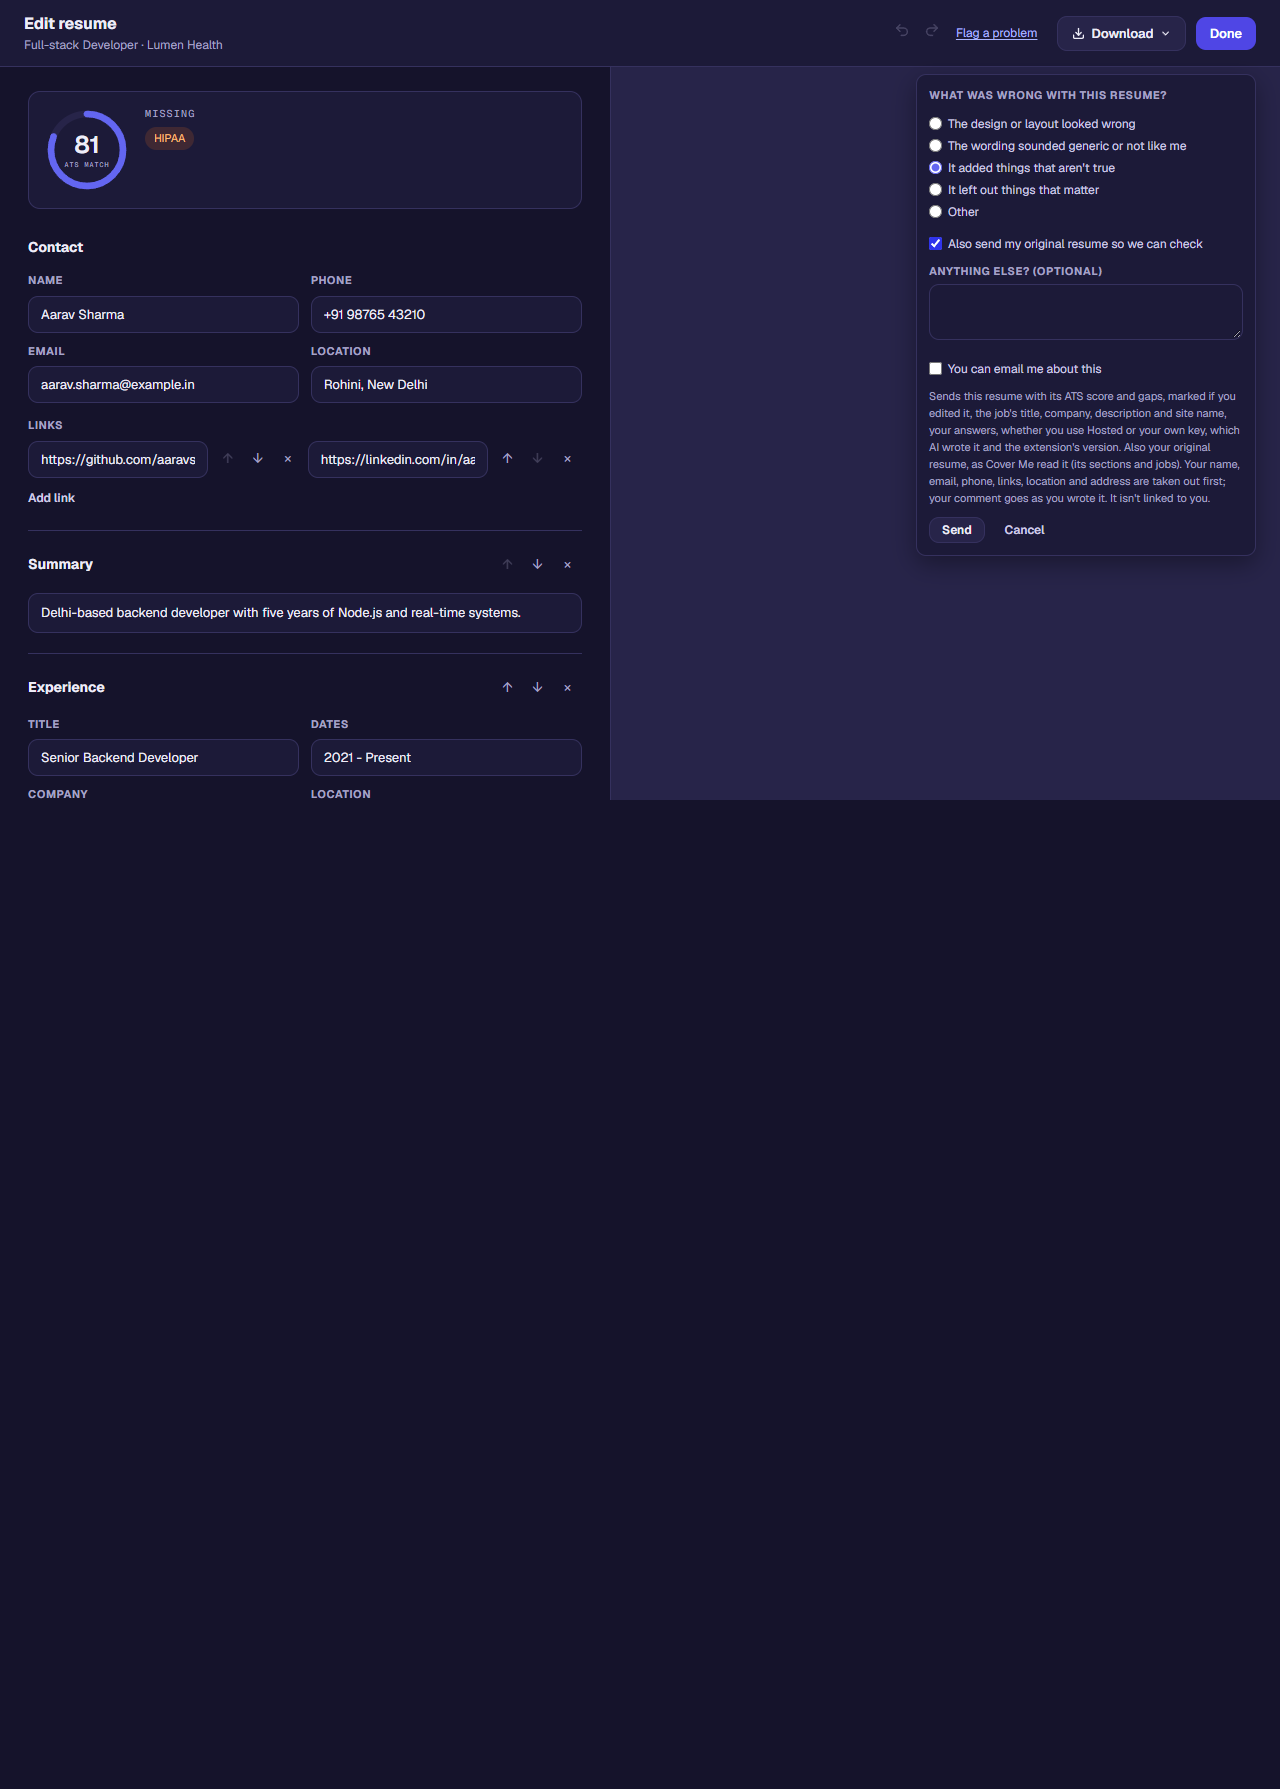 Edit resume
Full-stack Developer · Lumen Health
Flag a problem
Download
Done
81
ATS MATCH
MISSING
HIPAA
Contact
NAME
PHONE
Aarav Sharma
+91 98765 43210
EMAIL
LOCATION
aarav.sharma@example.in
Rohini, New Delhi
LINKS
https://github.com/aaravs
https://linkedin.com/in/aa
Add link
Summary
Delhi-based backend developer with five years of Node.js and real-time systems.
Experience
TITLE
DATES
Senior Backend Developer
2021 - Present
COMPANY
LOCATION
WHAT WAS WRONG WITH THIS RESUME?
The design or layout looked wrong
The wording sounded generic or not like me
It added things that aren't true
It left out things that matter
Other
Also send my original resume so we can check
ANYTHING ELSE? (OPTIONAL)
You can email me about this
Sends this resume with its ATS score and gaps, marked if you
edited it, the job's title, company, description and site name,
your answers, whether you use Hosted or your own key, which
AI wrote it and the extension's version. Also your original
resume, as Cover Me read it (its sections and jobs). Your name,
email, phone, links, location and address are taken out first;
your comment goes as you wrote it. It isn't linked to you.
Send
Cancel